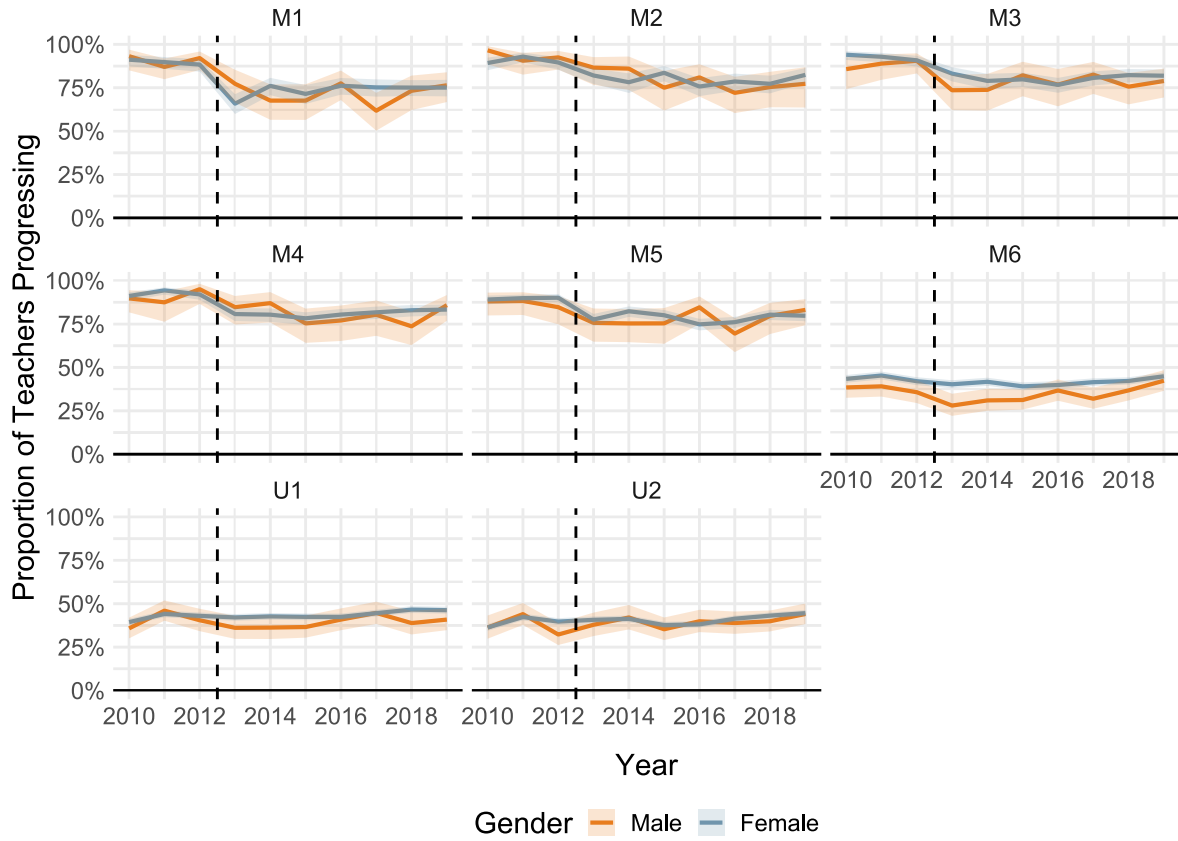 M1 M2 M3
100%
75%
50%
25%
0%
M4 M5 M6
100%
75%
50%
25%
0%
2010 2012 2014 2016 2018
U1 U2
100%
75%
50%
25%
0%
2010 2012 2014 2016 2018 2010 2012 2014 2016 2018
Proportion of Teachers Progressing
Year
Gender Male Female